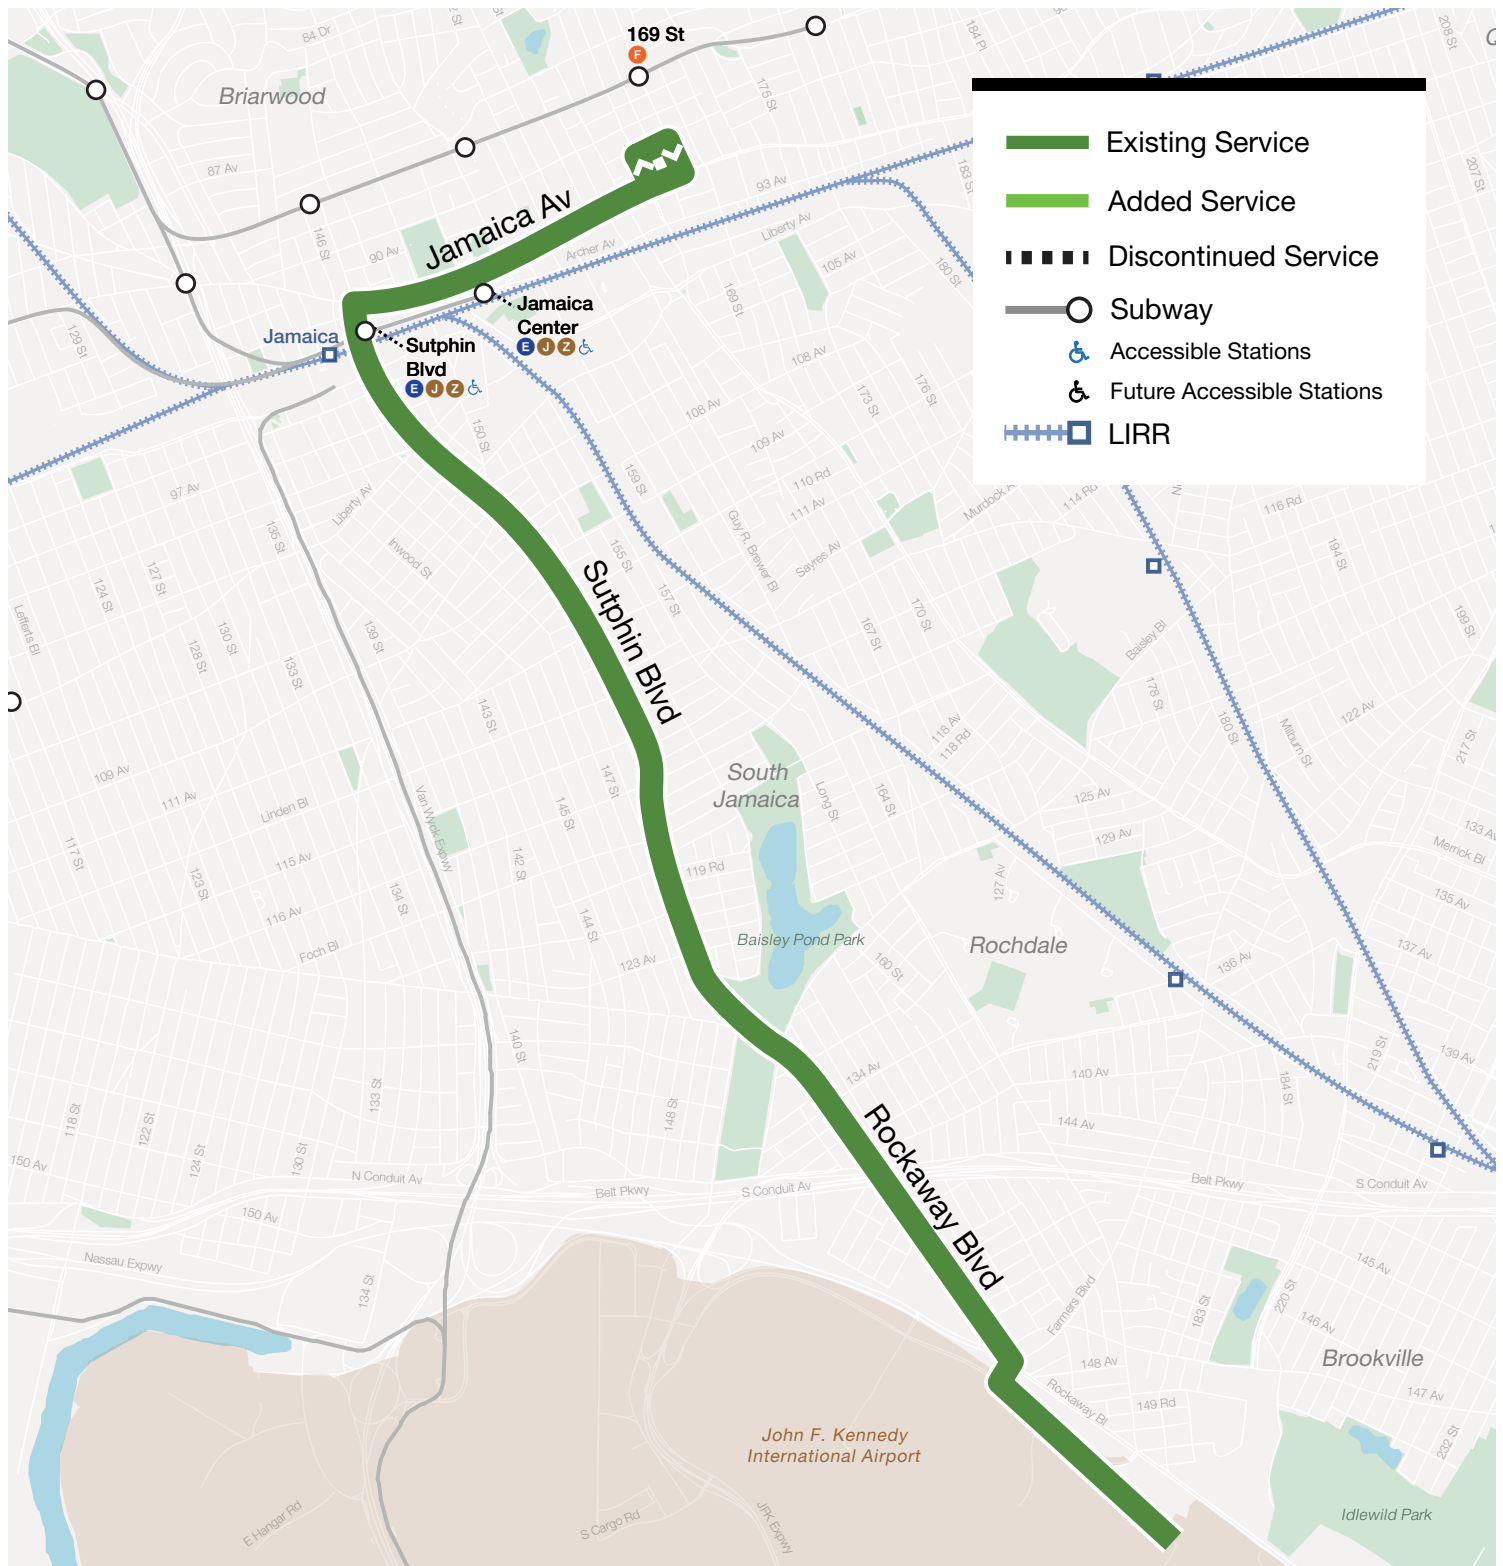 84 Dr
169 St
F
184 Pl
208 St
Briarwood
175 St
87 Av
93 Av
183 St
207 St
Existing Service
Added Service
Discontinued Service
Subway
Accessible Stations
Future Accessible Stations
LIRR
Jamaica Av
146 St
90 Av
Archer Av
Liberty Av
105 Av
180 St
169 St
129 St
Jamaica
Jamaica
Center
E J Z
Sutphin
Blvd
E J Z
108 Av
176 St
173 St
108 Av
150 St
109 Av
110 Rd
111 Av
159 St
Murdock
114 Rd
116 Rd
97 Av
Liberty Av
135 St
Inwood St
Guy R. Brewer Bl
Sayres Av
155 St
157 St
194 St
127 St
124 St
Lefferts Bl
130 St
128 St
139 St
133 St
Sutphin Blvd
170 St
167 St
Baisley Bl
199 St
178 St
180 St
122 Av
Milburn St
217 St
143 St
118 Av
118 Rd
South
Jamaica
147 St
145 St
Long St
164 St
125 Av
129 Av
133 Av
Merrick Bl
109 Av
111 Av
Linden Bl
Van Wyck Expwy
117 St
115 Av
123 St
142 St
134 St
119 Rd
127 Av
135 Av
116 Av
Foch Bl
144 St
123 Av
Baisley Pond Park
160 St
Rochdale
136 Av
137 Av
140 St
134 Av
140 Av
184 St
219 St
139 Av
118 St
122 St
133 St
148 St
144 Av
Rockaway Blvd
150 Av
124 St
130 St
N Conduit Av
Belt Pkwy
S Conduit Av
Belt Pkwy
S Conduit Av
150 Av
Nassau Expwy
134 St
Farmers Blvd
183 St
220 St
145 Av
146 Av
148 Av
Brookville
Rockaway Bl
149 Rd
147 Av
232 St
John F. Kennedy
International Airport
E Hangar Rd
S Cargo Rd
JFK Expwy
Idlewild Park